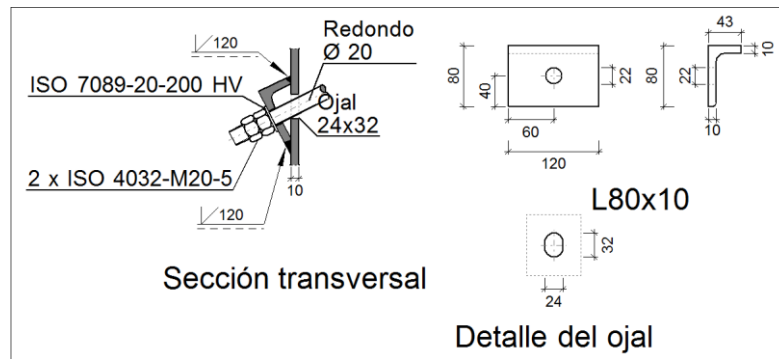 120
Redondo
Ø 20
ISO 7089-20-200 HV
Ojal
24x32
2 x ISO 4032-M20-5
10
120
Sección transversal
80
40
22
60
120
43
10
80
22
10
L80x10
32
24
Detalle del ojal